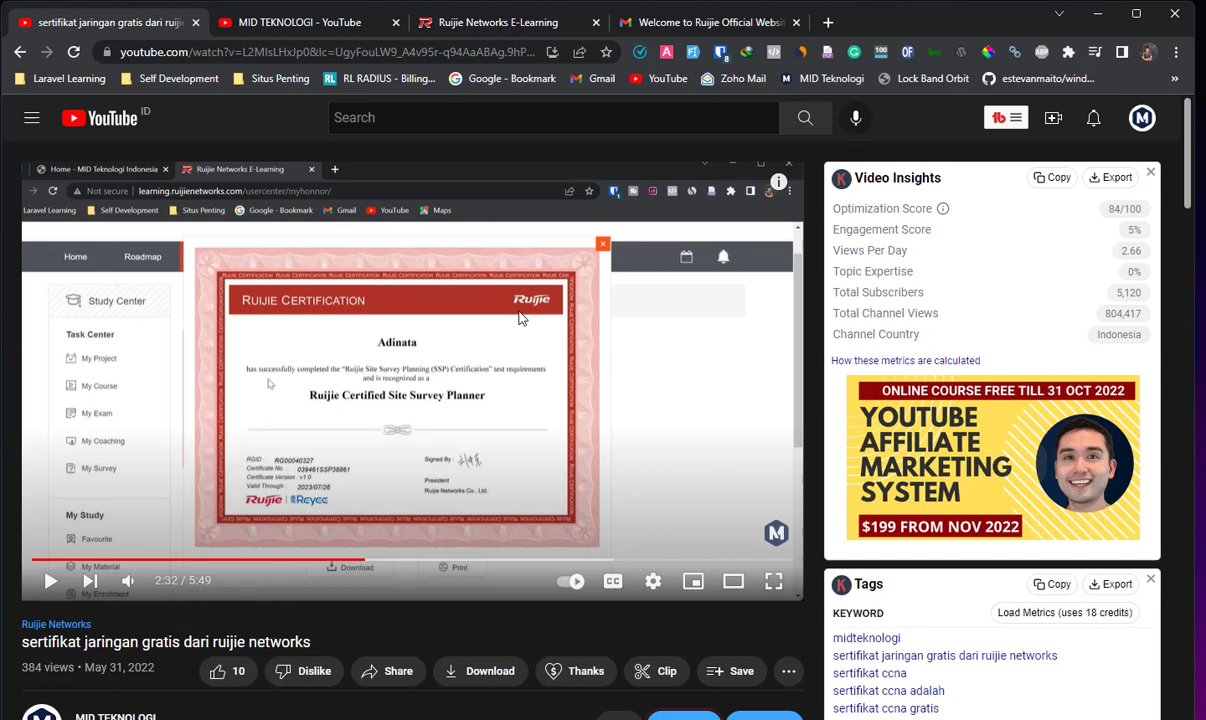 sertifikat jaringan gratis dari ruijie
MID TEKNOLOGI - YouTube
Ruijie Networks E-Learning
Welcome to Ruijie Official Websi
youtube.com/watch?v=L2MIsLHxJp0&lc=UgyFouLW9_A4v95r-q94AaABAg.9hP...
Laravel Learning
Self Development
Situs Penting
RL RADIUS - Billing...
Google - Bookmark
Gmail
YouTube
Zoho Mail
MID Teknologi
Lock Band Orbit
estevanmaito/wind...
YouTube ID
Search
Home - MID Teknologi Indonesia
Ruijie Networks E-Learning
Not secure
learning.ruijienetworks.com/usercenter/myhonnor/
Laravel Learning
Self Development
Situs Penting
Google - Bookmark
Gmail
YouTube
Maps
Home
Roadmap
Study Center
Task Center
My Project
My Course
My Exam
My Coaching
My Survey
My Study
Favourite
My Material
My Enrollment
RUIJIE CERTIFICATION
Ruijie
Adinata
has successfully completed the "Ruijie Site Survey Planning (SSP) Certification" test requirements
and is recognized as a
Ruijie Certified Site Survey Planner
RGID : RG00040327
Certificate No : 039461SSP38861
Certificate Version : v1.0
Valid Through : 2023/07/26
Signed By :
President
Ruijie Networks Co., Ltd.
Ruijie | Reyee
Download
Print
2:32 / 5:49
CC
Ruijie Networks
sertifikat jaringan gratis dari ruijie networks
384 views • May 31, 2022
10
Dislike
Share
Download
Thanks
Clip
Save
MID TEKNOLOGI
Video Insights
Copy
Export
Optimization Score 84/100
Engagement Score 5%
Views Per Day 2.66
Topic Expertise 0%
Total Subscribers 5,120
Total Channel Views 804,417
Channel Country Indonesia
How these metrics are calculated
ONLINE COURSE FREE TILL 31 OCT 2022
YOUTUBE
AFFILIATE
MARKETING
SYSTEM
$199 FROM NOV 2022
Tags
Copy
Export
KEYWORD
Load Metrics (uses 18 credits)
midteknologi
sertifikat jaringan gratis dari ruijie networks
sertifikat ccna
sertifikat ccna adalah
sertifikat ccna gratis